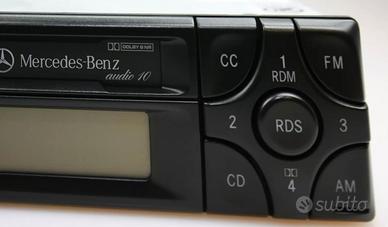 DOLBY B NR
Mercedes-Benz
audio 10
CC
1
RDM
FM
2
RDS
3
CD
4
AM
subito